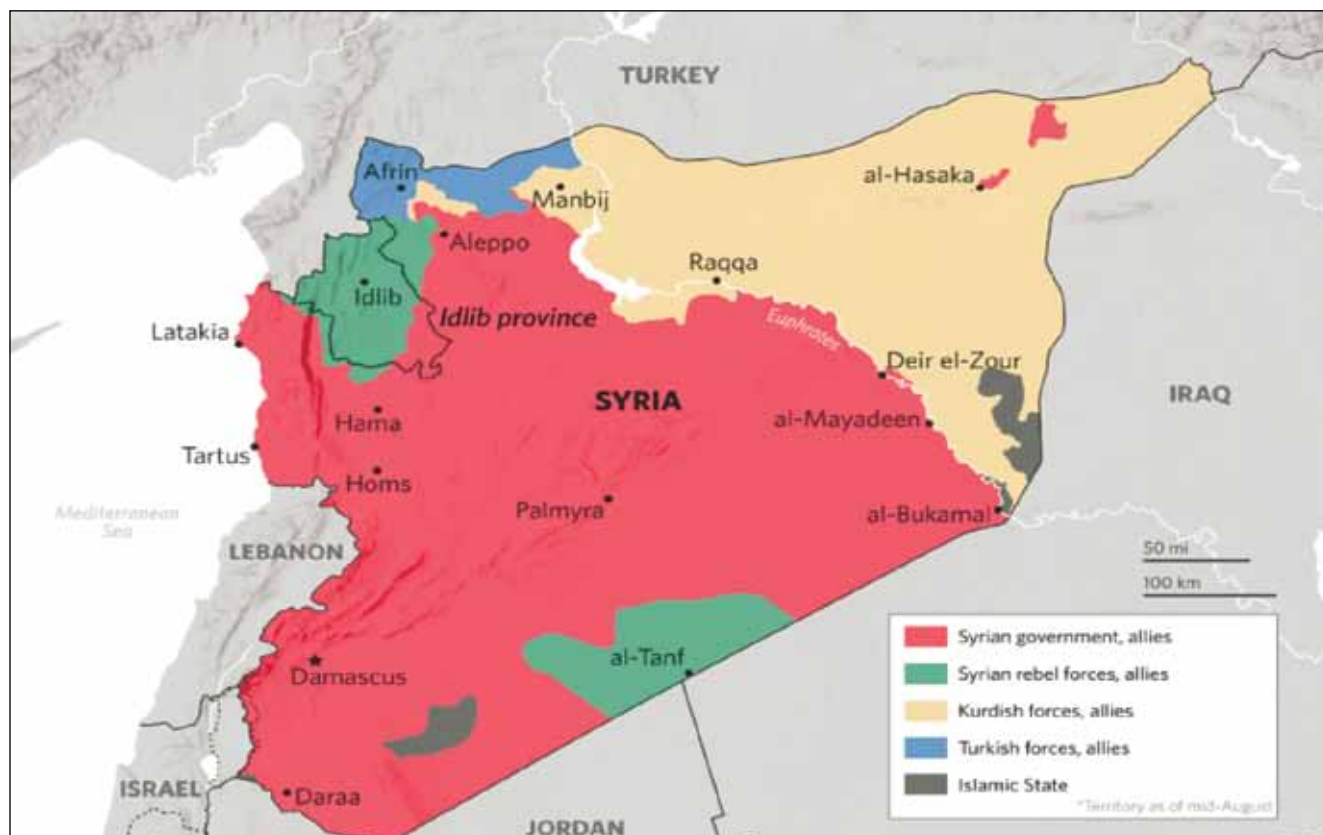 TURKEY
Afrin
Manbij
al-Hasaka
Aleppo
Raqqa
Idlib
Idlib province
Latakia
Euphrates
Deir el-Zour
SYRIA
IRAQ
Hama
al-Mayadeen
Tartus
Homs
Palmyra
al-Bukamal
Mediterranean
Sea
LEBANON
50 mi
100 km
al-Tanf
Damascus
ISRAEL
Daraa
JORDAN
Syrian government, allies
Syrian rebel forces, allies
Kurdish forces, allies
Turkish forces, allies
Islamic State
*Territory as of mid-August